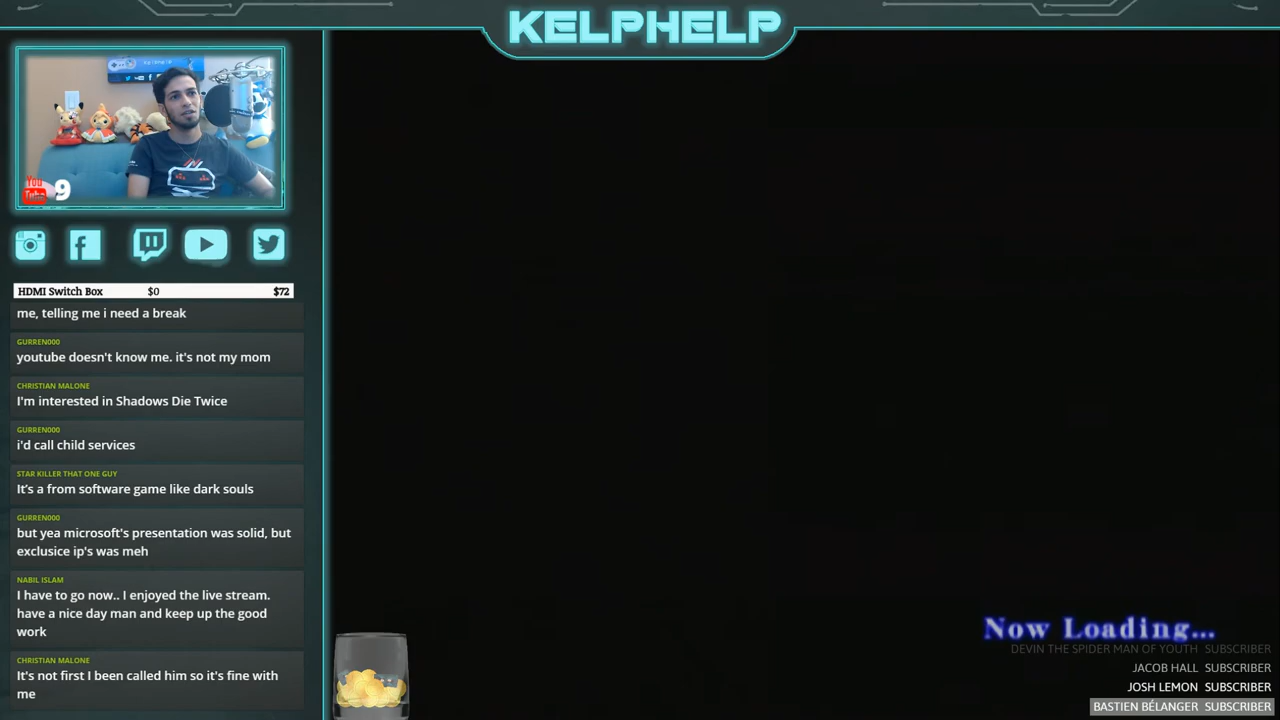 KELPHELP
You
Tube
9
HDMI Switch Box $0 $72
me, telling me i need a break
GURREN000
youtube doesn't know me. it's not my mom
CHRISTIAN MALONE
I'm interested in Shadows Die Twice
GURREN000
i'd call child services
STAR KILLER THAT ONE GUY
It's a from software game like dark souls
GURREN000
but yea microsoft's presentation was solid, but
exclusice ip's was meh
NABIL ISLAM
I have to go now.. I enjoyed the live stream.
have a nice day man and keep up the good
work
CHRISTIAN MALONE
It's not first I been called him so it's fine with
me
Now Loading...
DEVIN THE SPIDER MAN OF YOUTH SUBSCRIBER
JACOB HALL SUBSCRIBER
JOSH LEMON SUBSCRIBER
BASTIEN BÉLANGER SUBSCRIBER